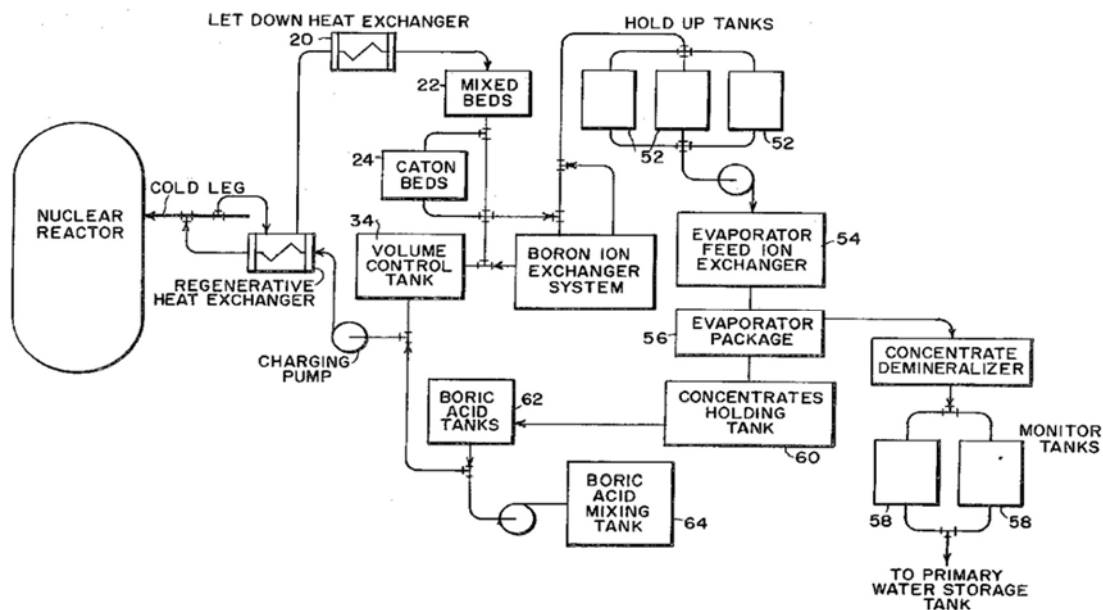 LET DOWN HEAT EXCHANGER
20
HOLD UP TANKS
22
MIXED
BEDS
52
52
24
CATON
BEDS
COLD LEG
NUCLEAR
REACTOR
34
VOLUME
CONTROL
TANK
BORON ION
EXCHANGER
SYSTEM
EVAPORATOR
FEED ION
EXCHANGER
54
REGENERATIVE
HEAT EXCHANGER
56
EVAPORATOR
PACKAGE
CHARGING
PUMP
CONCENTRATE
DEMINERALIZER
BORIC
ACID
TANKS
62
CONCENTRATES
HOLDING
TANK
60
MONITOR
TANKS
BORIC
ACID
MIXING
TANK
64
58
58
TO PRIMARY
WATER STORAGE
TANK